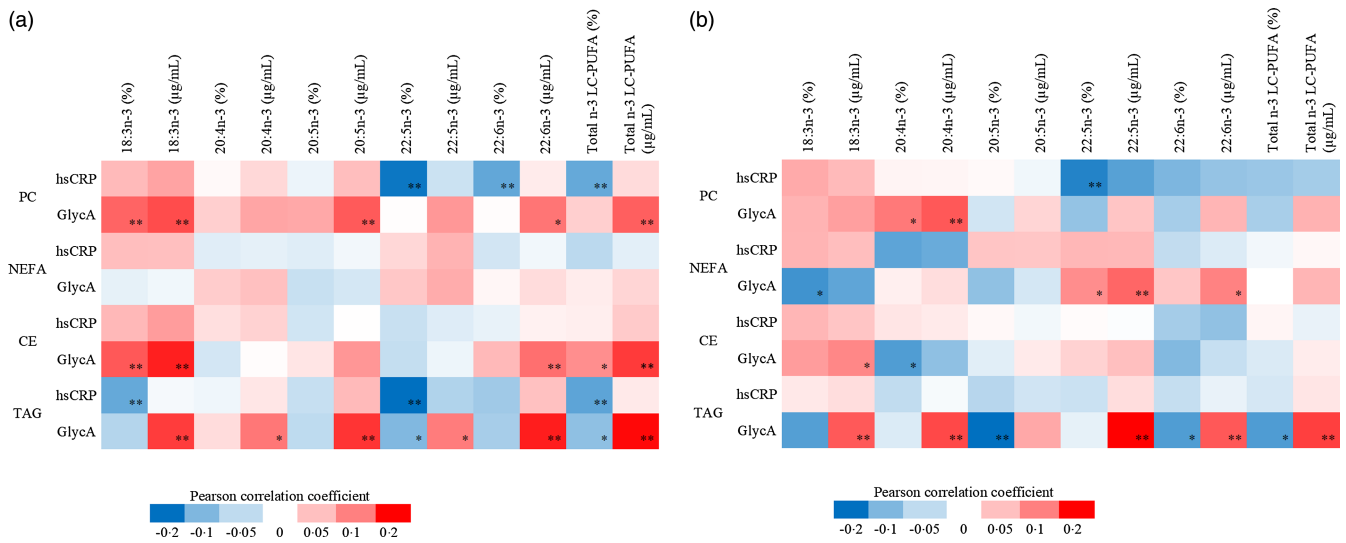 (a)
18:3n-3 (%)
18:3n-3 (µg/mL)
20:4n-3 (%)
20:4n-3 (µg/mL)
20:5n-3 (%)
20:5n-3 (µg/mL)
22:5n-3 (%)
22:5n-3 (µg/mL)
22:6n-3 (%)
22:6n-3 (µg/mL)
Total n-3 LC-PUFA (%)
Total n-3 LC-PUFA
(µg/mL)
PC
hsCRP ** ** **
GlycA ** ** ** * **
NEFA
hsCRP
GlycA
CE
hsCRP
GlycA ** ** ** * **
TAG
hsCRP ** ** **
GlycA ** * ** * * ** * **
Pearson correlation coefficient
-0·2 -0·1 -0·05 0 0·05 0·1 0·2
(b)
18:3n-3 (%)
18:3n-3 (µg/mL)
20:4n-3 (%)
20:4n-3 (µg/mL)
20:5n-3 (%)
20:5n-3 (µg/mL)
22:5n-3 (%)
22:5n-3 (µg/mL)
22:6n-3 (%)
22:6n-3 (µg/mL)
Total n-3 LC-PUFA (%)
Total n-3 LC-PUFA
(µg/mL)
PC
hsCRP **
GlycA * **
NEFA
hsCRP
GlycA * * ** *
CE
hsCRP
GlycA * *
TAG
hsCRP
GlycA ** ** ** ** * ** * **
Pearson correlation coefficient
-0·2 -0·1 -0·05 0 0·05 0·1 0·2